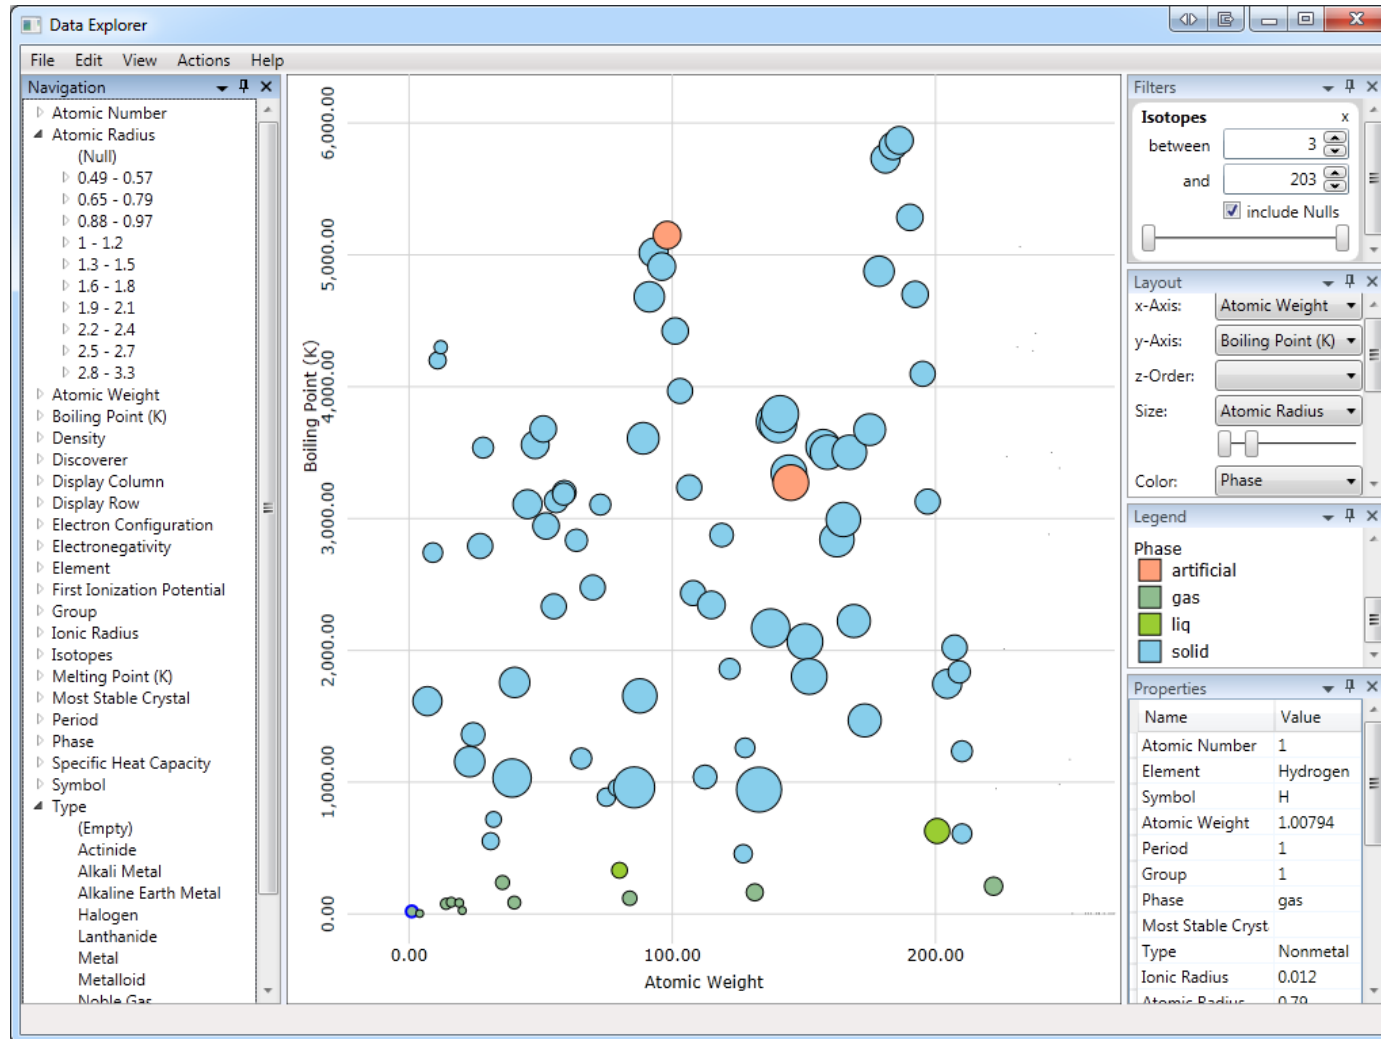 Data Explorer
File Edit View Actions Help
Navigation
Atomic Number
Atomic Radius
(Null)
0.49 - 0.57
0.65 - 0.79
0.88 - 0.97
1 - 1.2
1.3 - 1.5
1.6 - 1.8
1.9 - 2.1
2.2 - 2.4
2.5 - 2.7
2.8 - 3.3
Atomic Weight
Boiling Point (K)
Density
Discoverer
Display Column
Display Row
Electron Configuration
Electronegativity
Element
First Ionization Potential
Group
Ionic Radius
Isotopes
Melting Point (K)
Most Stable Crystal
Period
Phase
Specific Heat Capacity
Symbol
Type
(Empty)
Actinide
Alkali Metal
Alkaline Earth Metal
Halogen
Lanthanide
Metal
Metalloid
Noble Gas
Boiling Point (K)
6,000.00
5,000.00
4,000.00
3,000.00
2,000.00
1,000.00
0.00
0.00 100.00 200.00
Atomic Weight
Filters
Isotopes x
between 3
and 203
include Nulls
Layout
x-Axis: Atomic Weight
y-Axis: Boiling Point (K)
z-Order:
Size: Atomic Radius
Color: Phase
Legend
Phase
artificial
gas
liq
solid
Properties
Name Value
Atomic Number 1
Element Hydrogen
Symbol H
Atomic Weight 1.00794
Period 1
Group 1
Phase gas
Most Stable Cryst
Type Nonmetal
Ionic Radius 0.012
Atomic Radius 0.79